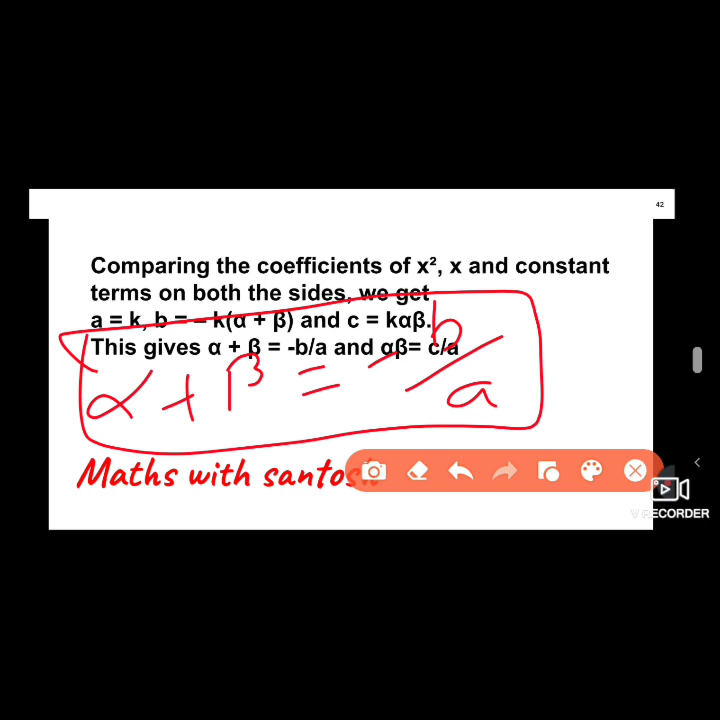 42
Comparing the coefficients of x², x and constant
terms on both the sides, we get
a = k, b = – k(α + β) and c = kαβ.
This gives α + β = -b/a and αβ= c/a
α + β = - b/a
Maths with santos
V RECORDER